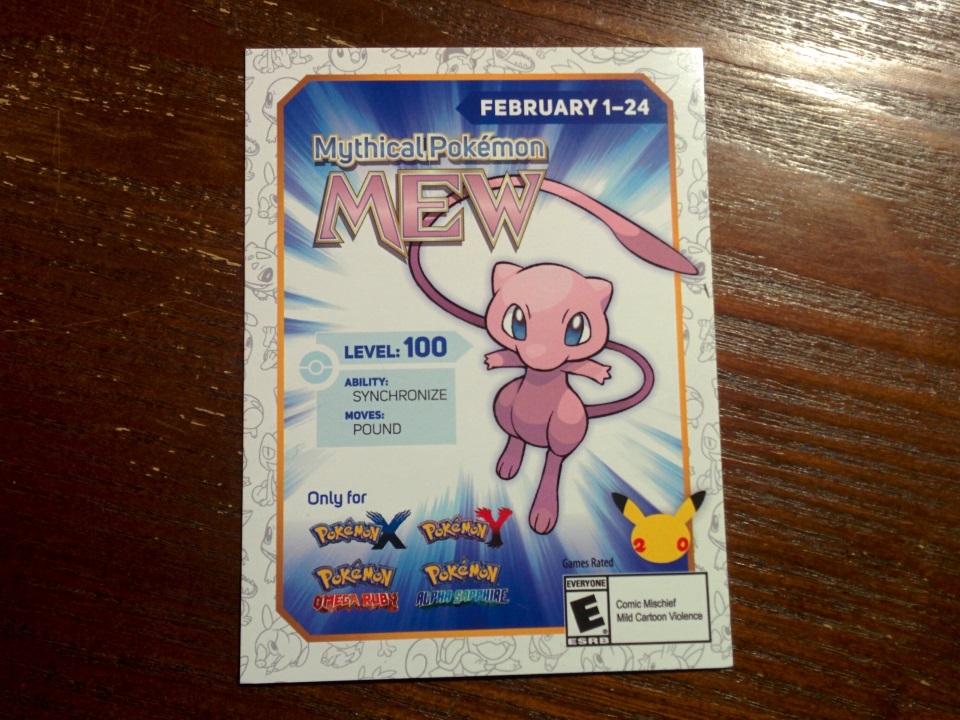 FEBRUARY 1–24
Mythical Pokémon
MEW
LEVEL: 100
ABILITY:
SYNCHRONIZE
MOVES:
POUND
Only for
POKéMON X POKéMON Y
POKéMON POKéMON
OMEGA RUBY ALPHA SAPPHIRE
20
Games Rated
EVERYONE
E
ESRB
Comic Mischief
Mild Cartoon Violence